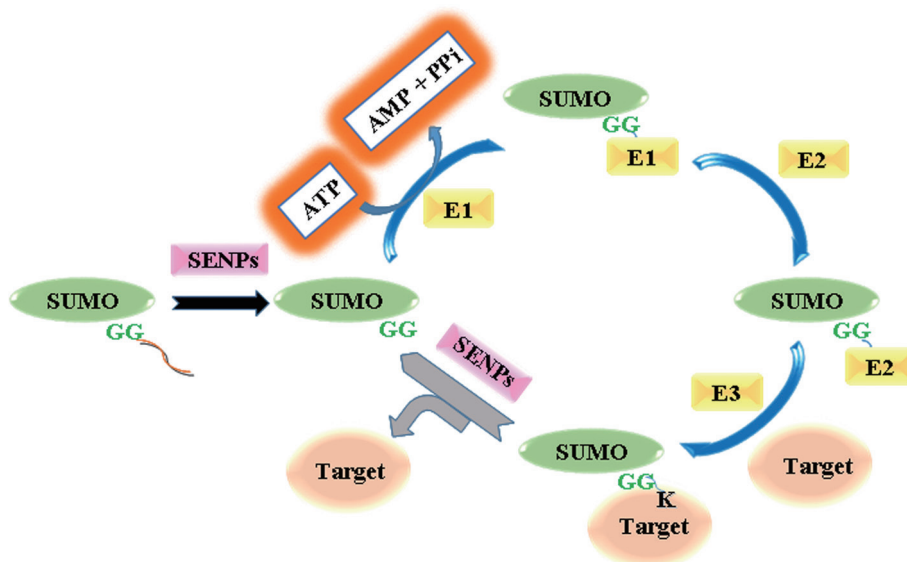 AMP + PPi
ATP
SUMO
GG
E1
E1
E2
SENPs
SUMO
GG
SUMO
GG
SUMO
GG
E2
SENPs
E3
SUMO
GG
K
Target
Target
Target